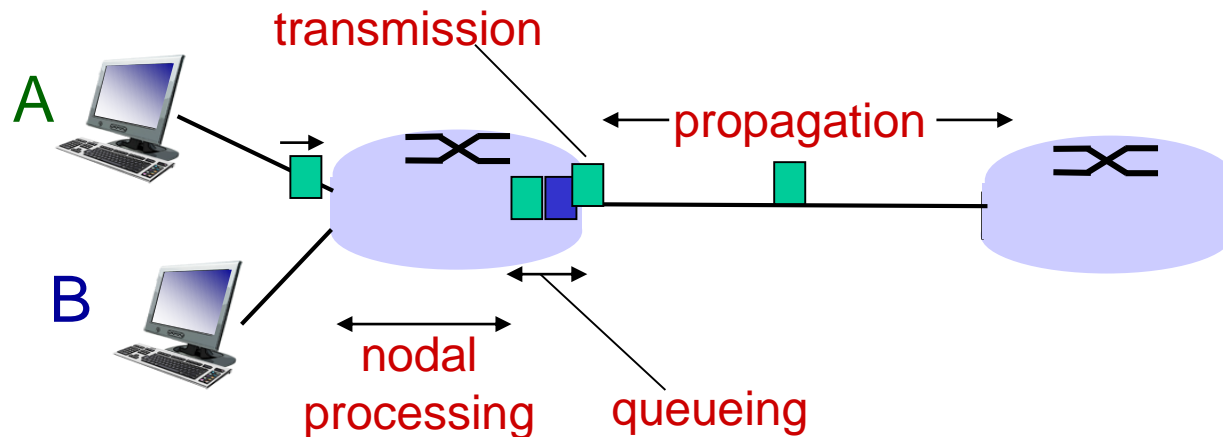 transmission
A
propagation
B
nodal
processing
queueing